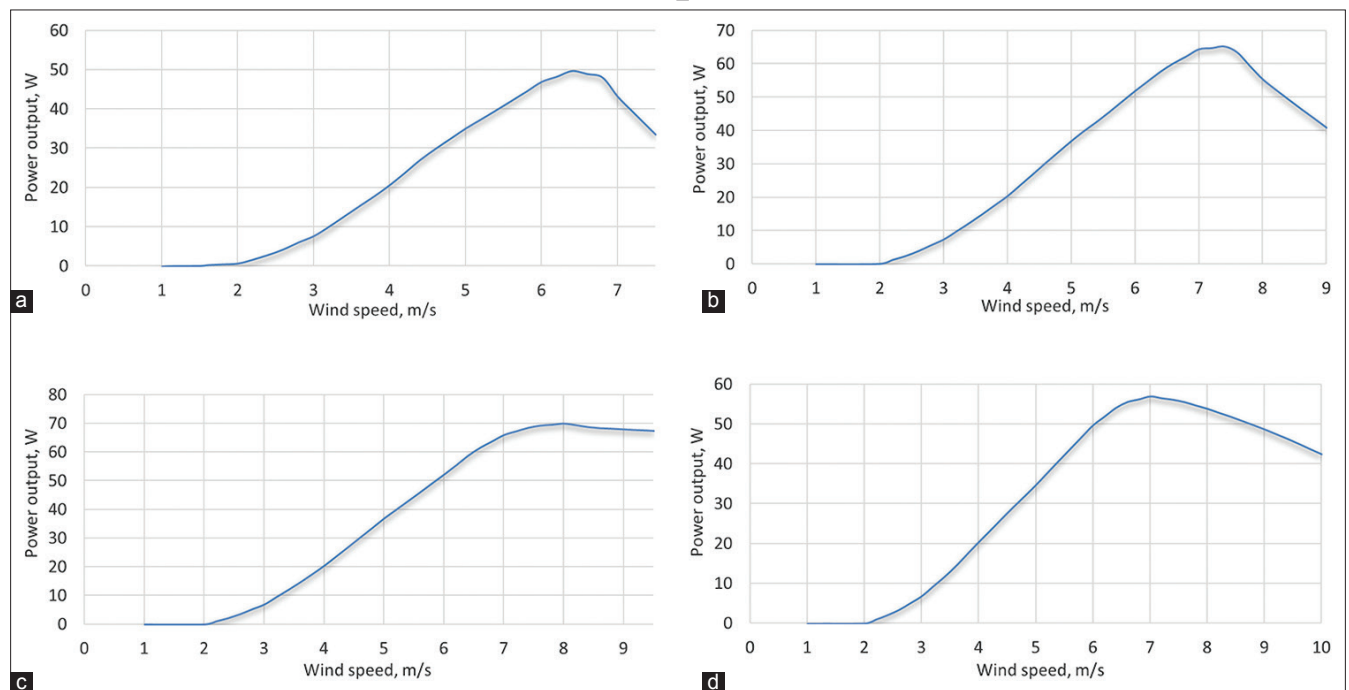 60
50
40
30
20
10
0
Power output, W
0 1 2 3 4 5 6 7
Wind speed, m/s
a
70
60
50
40
30
20
10
0
Power output, W
0 1 2 3 4 5 6 7 8 9
Wind speed, m/s
b
80
70
60
50
40
30
20
10
0
Power output, W
0 1 2 3 4 5 6 7 8 9
Wind speed, m/s
c
60
50
40
30
20
10
0
Power output, W
0 1 2 3 4 5 6 7 8 9 10
Wind speed, m/s
d